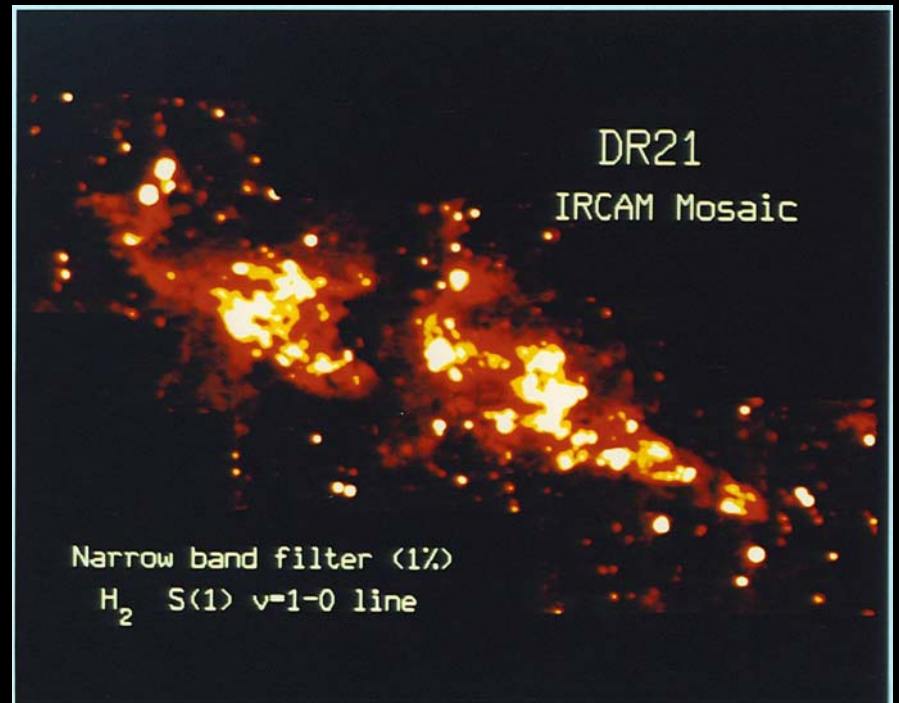 DR21
IRCAM Mosaic
Narrow band filter (1%)
H₂ S(1) v=1-0 line